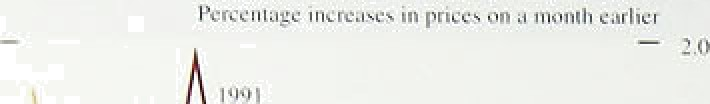 Percentage increases in prices on a month earlier
2.0
1991